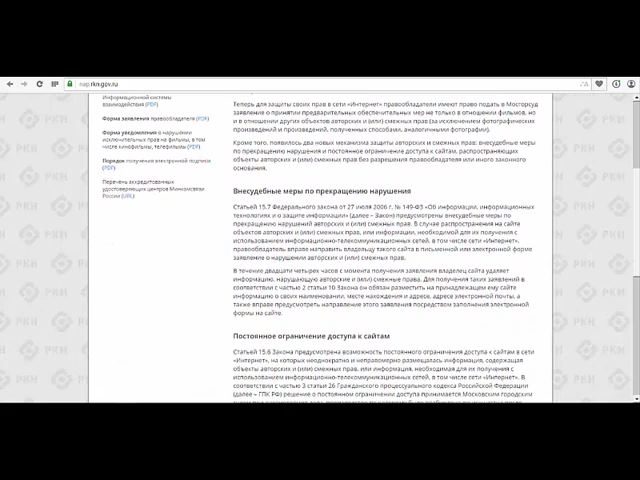 nap.rkn.gov.ru
Информационной системы
взаимодействия (PDF)
Форма заявления правообладателя (PDF)
Форма уведомления о нарушении
исключительных прав на фильмы, в том
числе кинофильмы, телефильмы (PDF)
Порядок получения электронной подписи
(PDF)
Перечень аккредитованных
удостоверяющих центров Минкомсвязи
России (URL)
Теперь для защиты своих прав в сети «Интернет» правообладатели имеют право подать в Мосгорсуд
заявление о принятии предварительных обеспечительных мер не только в отношении фильмов, но
и в отношении других объектов авторских и (или) смежных прав (за исключением фотографических
произведений и произведений, полученных способами, аналогичными фотографии).
Кроме того, появилось два новых механизма защиты авторских и смежных прав: внесудебные меры
по прекращению нарушения и постоянное ограничение доступа к сайтам, распространяющих
объекты авторских и (или) смежных прав без разрешения правообладателя или иного законного
основания.
Внесудебные меры по прекращению нарушения
Статьей 15.7 Федерального закона от 27 июля 2006 г. № 149-ФЗ «Об информации, информационных
технологиях и о защите информации» (далее – Закон) предусмотрены внесудебные меры по
прекращению нарушений авторских и (или) смежных прав. В случае распространения на сайте
объектов авторских и (или) смежных прав, или информации, необходимой для их получения с
использованием информационно-телекоммуникационных сетей, в том числе сети «Интернет»,
правообладатель вправе направить владельцу такого сайта в письменной или электронной форме
заявление о нарушении авторских и (или) смежных прав.
В течение двадцати четырех часов с момента получения заявления владелец сайта удаляет
информацию, нарушающую авторские и (или) смежные права. Для получения таких заявлений в
соответствии с частью 2 статьи 10 Закона он обязан разместить на принадлежащем ему сайте
информацию о своих наименовании, месте нахождения и адресе, адресе электронной почты, а
также вправе предусмотреть направление этого заявления посредством заполнения электронной
формы на сайте.
Постоянное ограничение доступа к сайтам
Статьей 15.6 Закона предусмотрена возможность постоянного ограничения доступа к сайтам в сети
«Интернет», на которых неоднократно и неправомерно размещалась информация, содержащая
объекты авторских и (или) смежных прав, или информация, необходимая для их получения с
использованием информационно-телекоммуникационных сетей, в том числе сети «Интернет». В
соответствии с частью 3 статьи 26 Гражданского процессуального кодекса Российской Федерации
(далее – ГПК РФ) решение о постоянном ограничении доступа принимается Московским городским